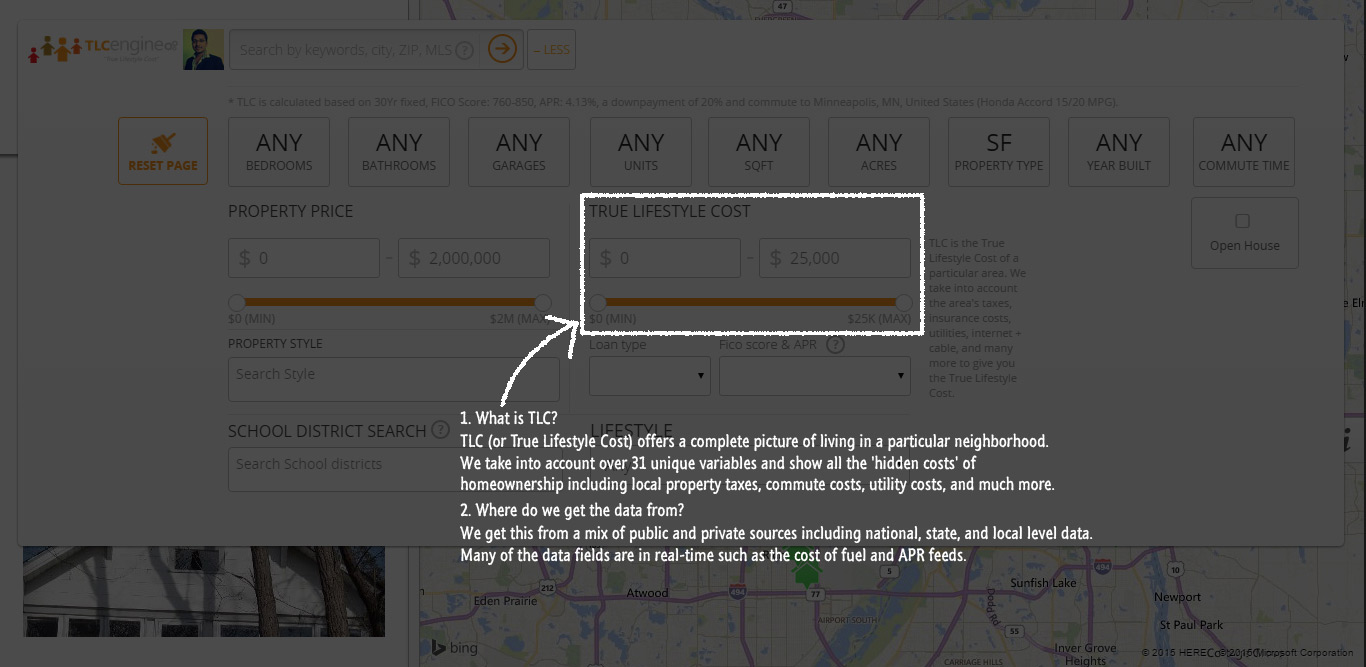 47
TLCengine
"True Lifestyle Cost"
Search by keywords, city, ZIP, MLS ?
– LESS
* TLC is calculated based on 30Yr fixed, FICO Score: 760-850, APR: 4.13%, a downpayment of 20% and commute to Minneapolis, MN, United States (Honda Accord 15/20 MPG).
RESET PAGE
ANY
BEDROOMS
ANY
BATHROOMS
ANY
GARAGES
ANY
UNITS
ANY
SQFT
ANY
ACRES
SF
PROPERTY TYPE
ANY
YEAR BUILT
ANY
COMMUTE TIME
PROPERTY PRICE
$ 0 - $ 2,000,000
$0 (MIN) $2M (MAX)
TRUE LIFESTYLE COST
$ 0 - $ 25,000
$0 (MIN) $25K (MAX)
TLC is the True
Lifestyle Cost of a
particular area. We
take into account
the area's taxes,
insurance costs,
utilities, internet +
cable, and many
more to give you
the True Lifestyle
Cost.
Open House
PROPERTY STYLE
Search Style
Loan type
Fico score & APR ?
SCHOOL DISTRICT SEARCH ?
Search School districts
LIFESTYLE
1. What is TLC?
TLC (or True Lifestyle Cost) offers a complete picture of living in a particular neighborhood.
We take into account over 31 unique variables and show all the 'hidden costs' of
homeownership including local property taxes, commute costs, utility costs, and much more.
2. Where do we get the data from?
We get this from a mix of public and private sources including national, state, and local level data.
Many of the data fields are in real-time such as the cost of fuel and APR feeds.
5
494
10
212
494
77
Eden Prairie
Atwood
Sunfish Lake
Newport
AIRPORT SOUTH
Dodd Rd
55
St Paul Park
bing
Inver Grove
Heights
CARRIAGE HILLS
© 2016 HERE
© 2016 Microsoft Corporation